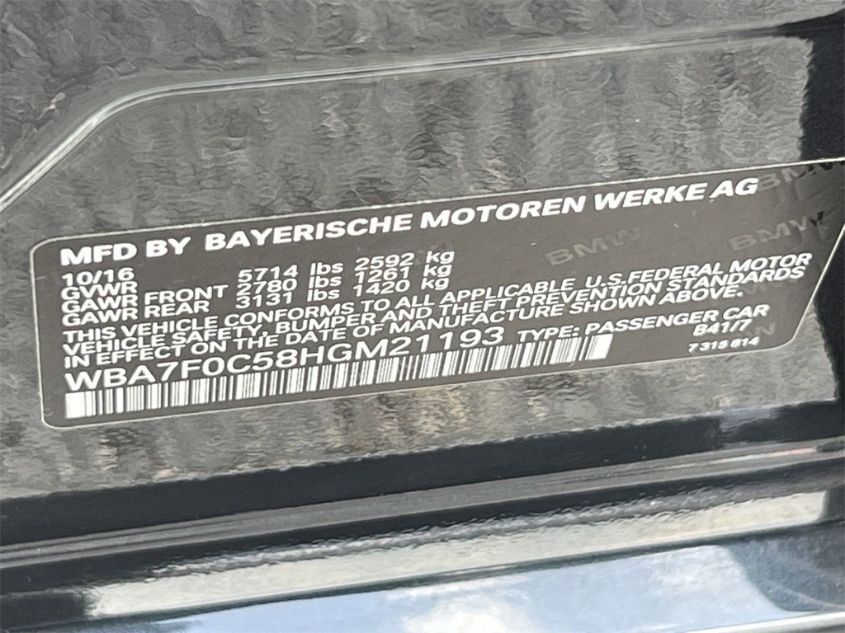 MFD BY BAYERISCHE MOTOREN WERKE AG
10/16
GVWR 5714 lbs 2592 kg
GAWR FRONT 2780 lbs 1261 kg
GAWR REAR 3131 lbs 1420 kg
THIS VEHICLE CONFORMS TO ALL APPLICABLE U.S.FEDERAL MOTOR
VEHICLE SAFETY, BUMPER AND THEFT PREVENTION STANDARDS
IN EFFECT ON THE DATE OF MANUFACTURE SHOWN ABOVE.
WBA7F0C58HGM21193 TYPE: PASSENGER CAR
B41/7
7 315 814
BMW
BMW
BMW